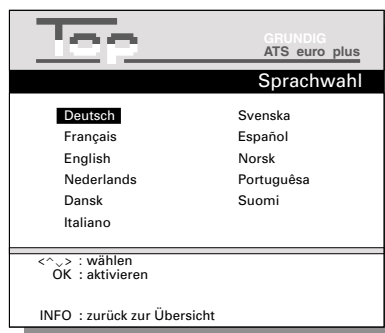 Top
GRUNDIG
ATS euro plus
Sprachwahl
Deutsch
Français
English
Nederlands
Dansk
Italiano
Svenska
Español
Norsk
Portuguêsa
Suomi
<^⌄> : wählen
OK : aktivieren
INFO : zurück zur Übersicht